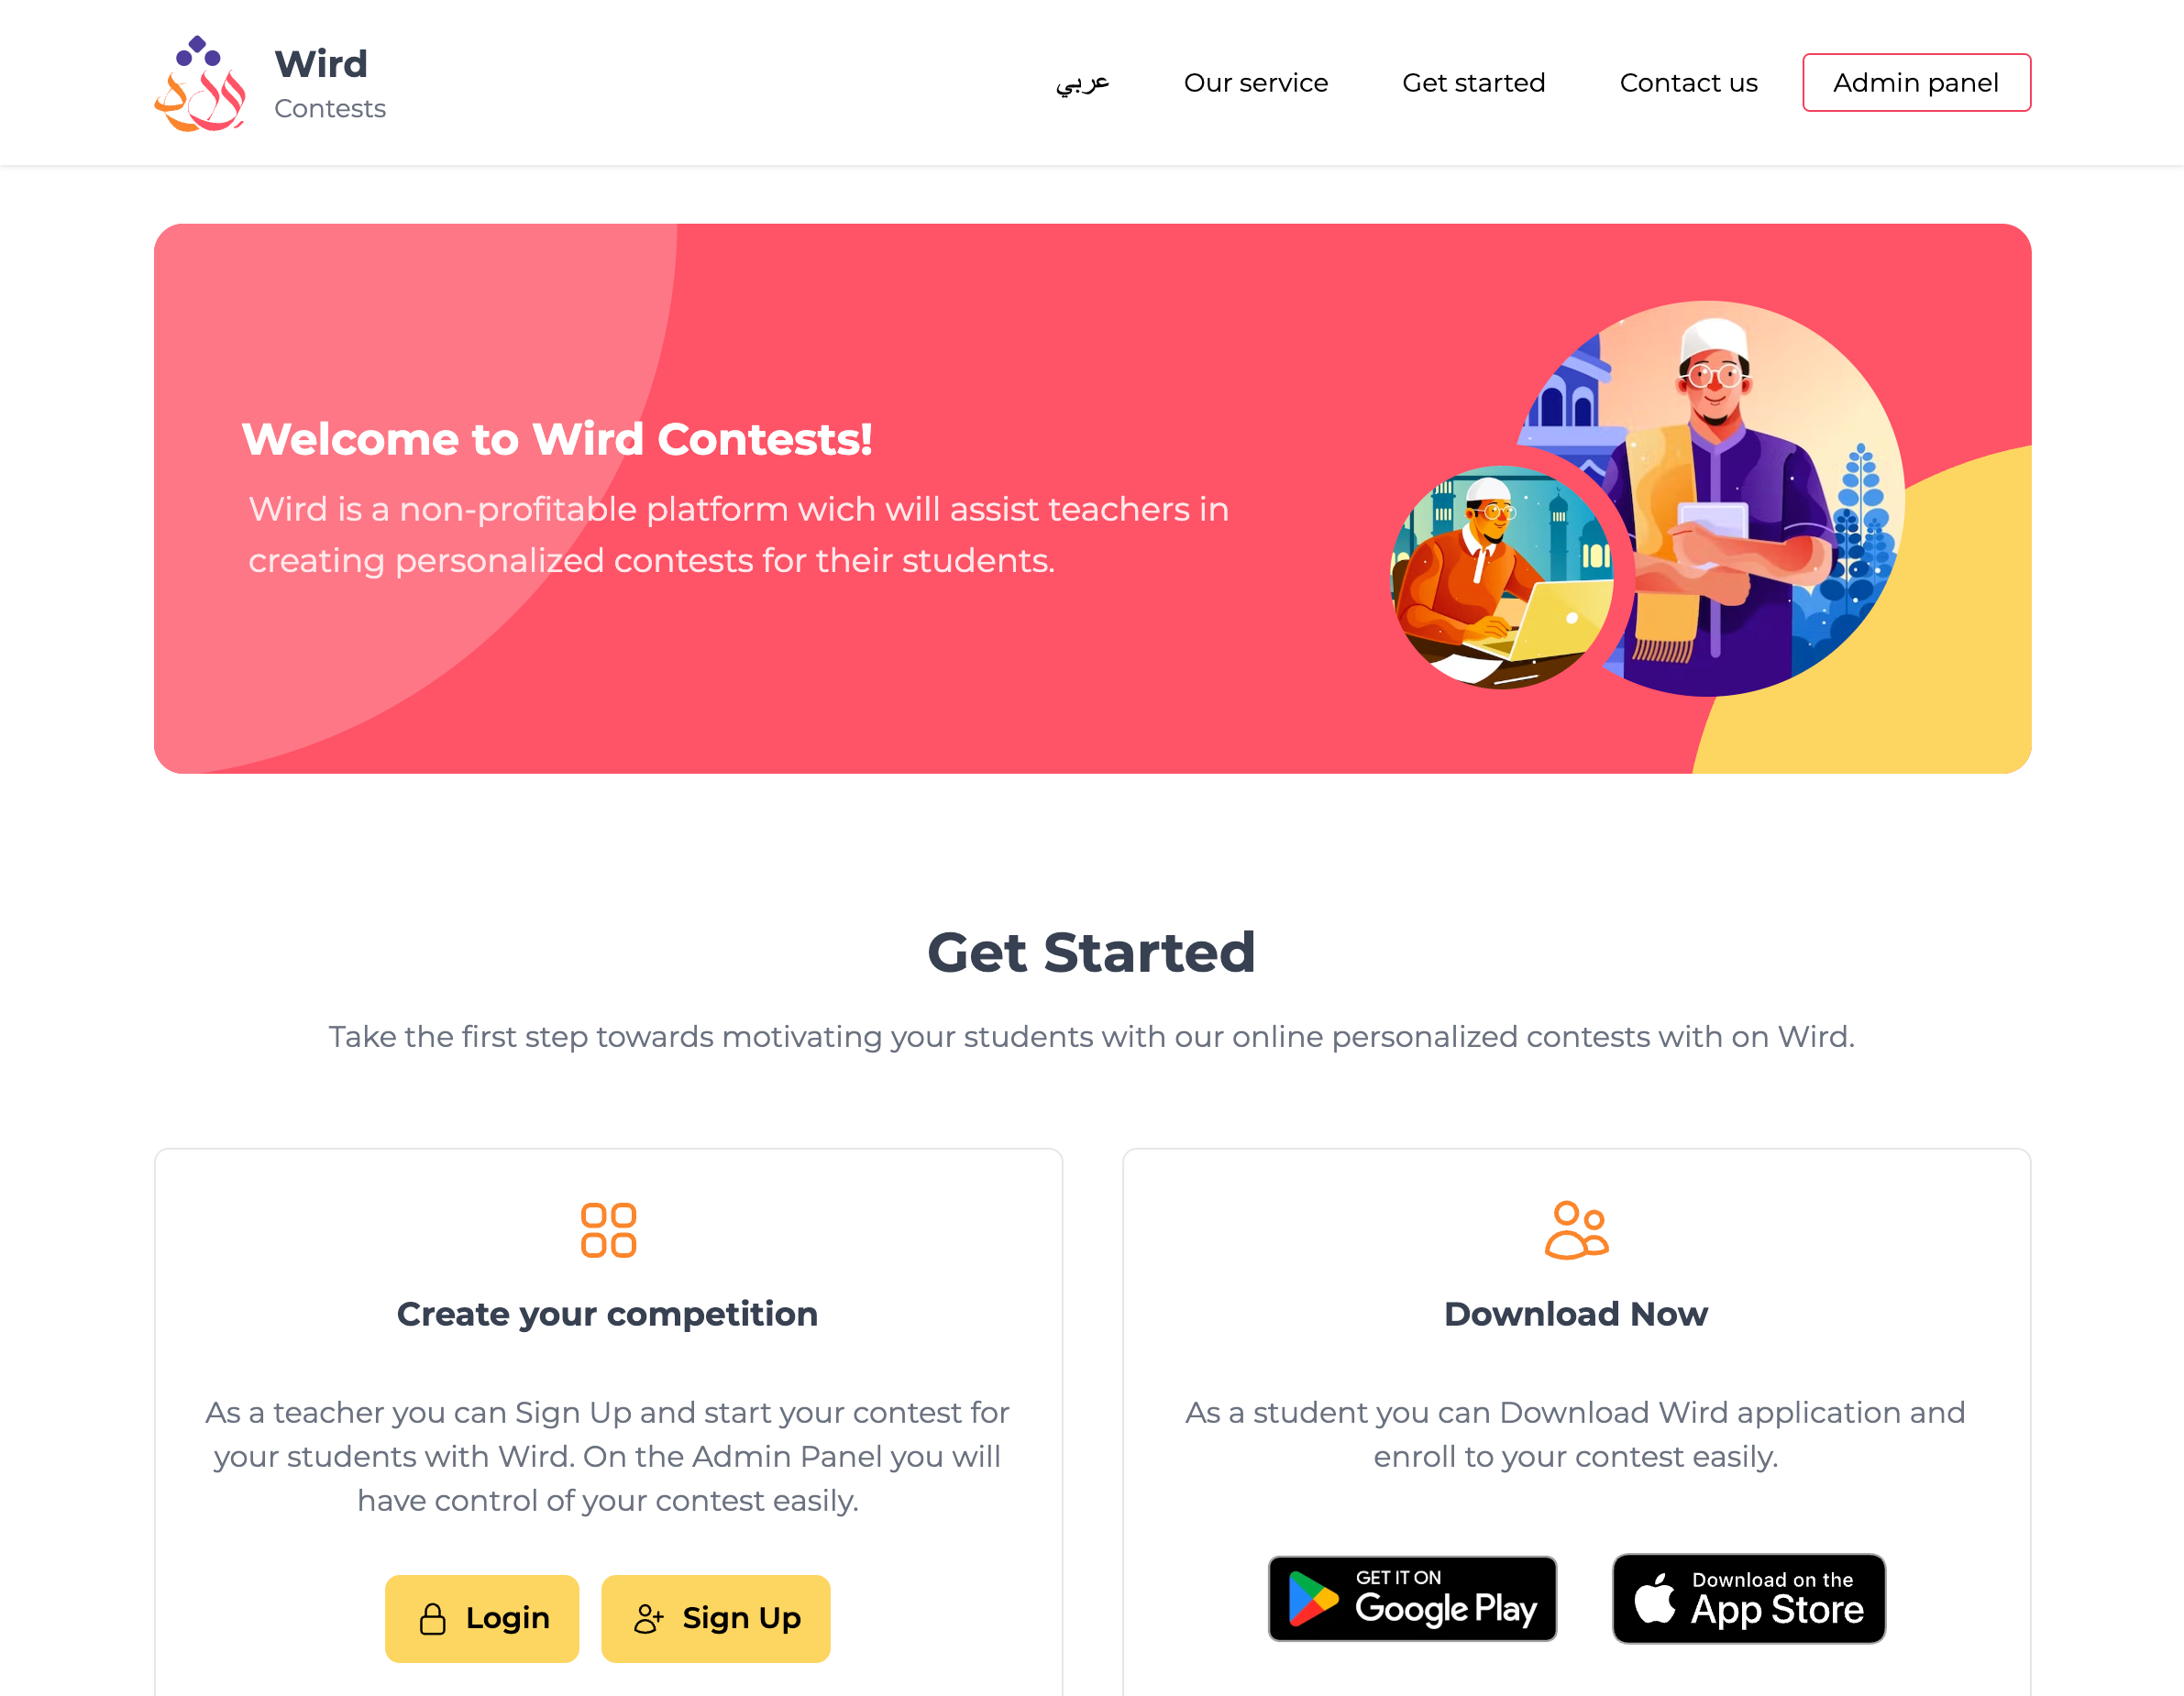 Wird
Contests
عربي
Our service
Get started
Contact us
Admin panel
Welcome to Wird Contests!
Wird is a non-profitable platform wich will assist teachers in
creating personalized contests for their students.
Get Started
Take the first step towards motivating your students with our online personalized contests with on Wird.
Create your competition
As a teacher you can Sign Up and start your contest for
your students with Wird. On the Admin Panel you will
have control of your contest easily.
Login
Sign Up
Download Now
As a student you can Download Wird application and
enroll to your contest easily.
GET IT ON
Google Play
Download on the
App Store